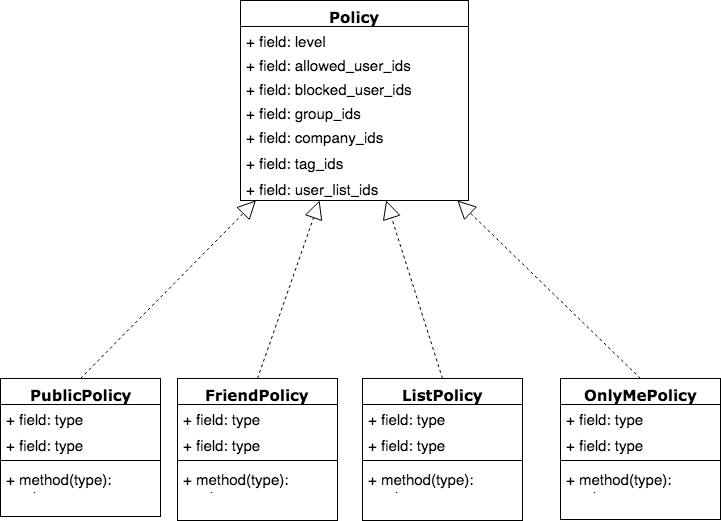 Policy
+ field: level
+ field: allowed_user_ids
+ field: blocked_user_ids
+ field: group_ids
+ field: company_ids
+ field: tag_ids
+ field: user_list_ids
PublicPolicy
+ field: type
+ field: type
+ method(type):
FriendPolicy
+ field: type
+ field: type
+ method(type):
ListPolicy
+ field: type
+ field: type
+ method(type):
OnlyMePolicy
+ field: type
+ field: type
+ method(type):